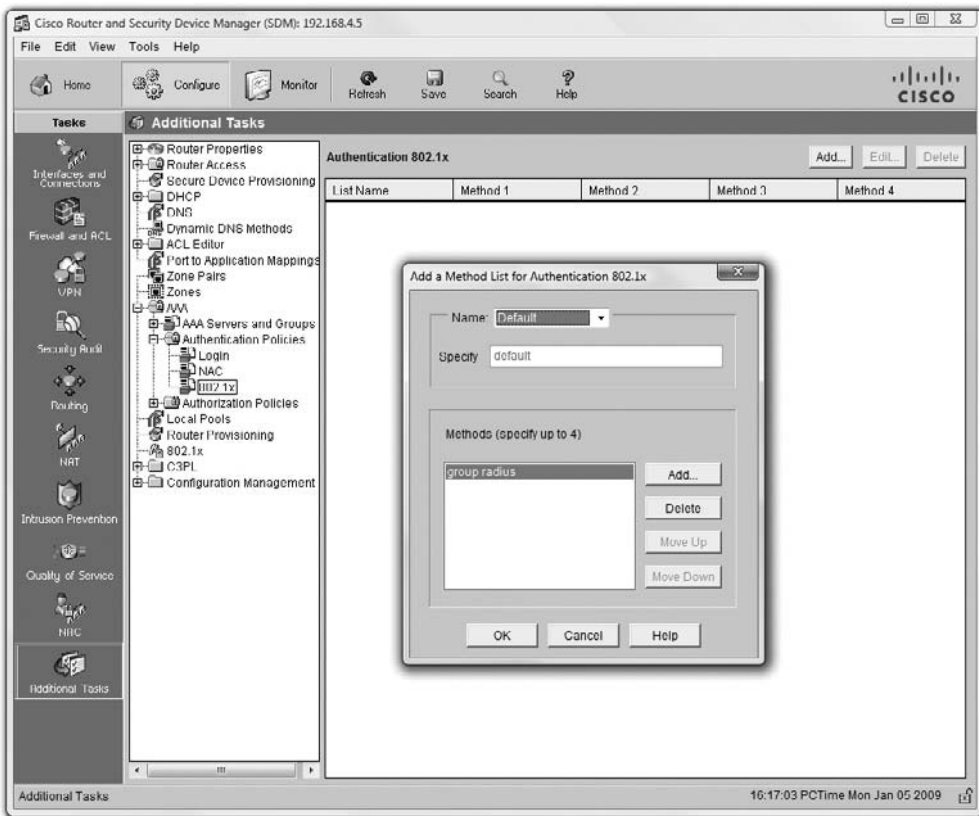 Cisco Router and Security Device Manager (SDM): 192.168.4.5
File Edit View Tools Help
Home Configure Monitor Refresh Save Search Help
CISCO
Tasks
Additional Tasks
Interfaces and Connections
Firewall and ACL
VPN
Security Audit
Routing
NAT
Intrusion Prevention
Quality of Service
NAC
Additional Tasks
Router Properties
Router Access
Secure Device Provisioning
DHCP
DNS
Dynamic DNS Methods
ACL Editor
Port to Application Mappings
Zone Pairs
Zones
AAA
AAA Servers and Groups
Authentication Policies
Login
NAC
802.1x
Authorization Policies
Local Pools
Router Provisioning
802.1x
C3PL
Configuration Management
Authentication 802.1x
Add... Edit... Delete
List Name Method 1 Method 2 Method 3 Method 4
Add a Method List for Authentication 802.1x
Name: Default
Specify default
Methods (specify up to 4)
group radius
Add...
Delete
Move Up
Move Down
OK Cancel Help
Additional Tasks
16:17:03 PCTime Mon Jan 05 2009